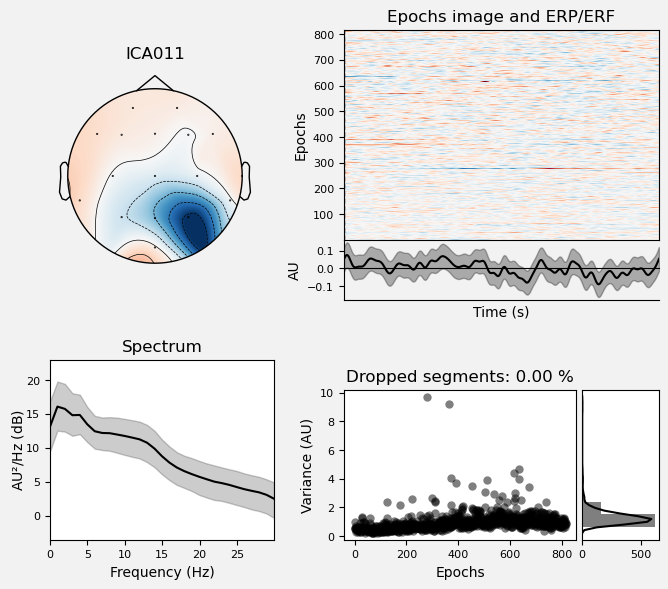 ICA011
Epochs image and ERP/ERF
Epochs
800
700
600
500
400
300
200
100
AU
0.1
0.0
−0.1
Time (s)
Spectrum
AU²/Hz (dB)
20
15
10
5
0
0 5 10 15 20 25
Frequency (Hz)
Dropped segments: 0.00 %
Variance (AU)
10
8
6
4
2
0
0 200 400 600 800
Epochs
0 500